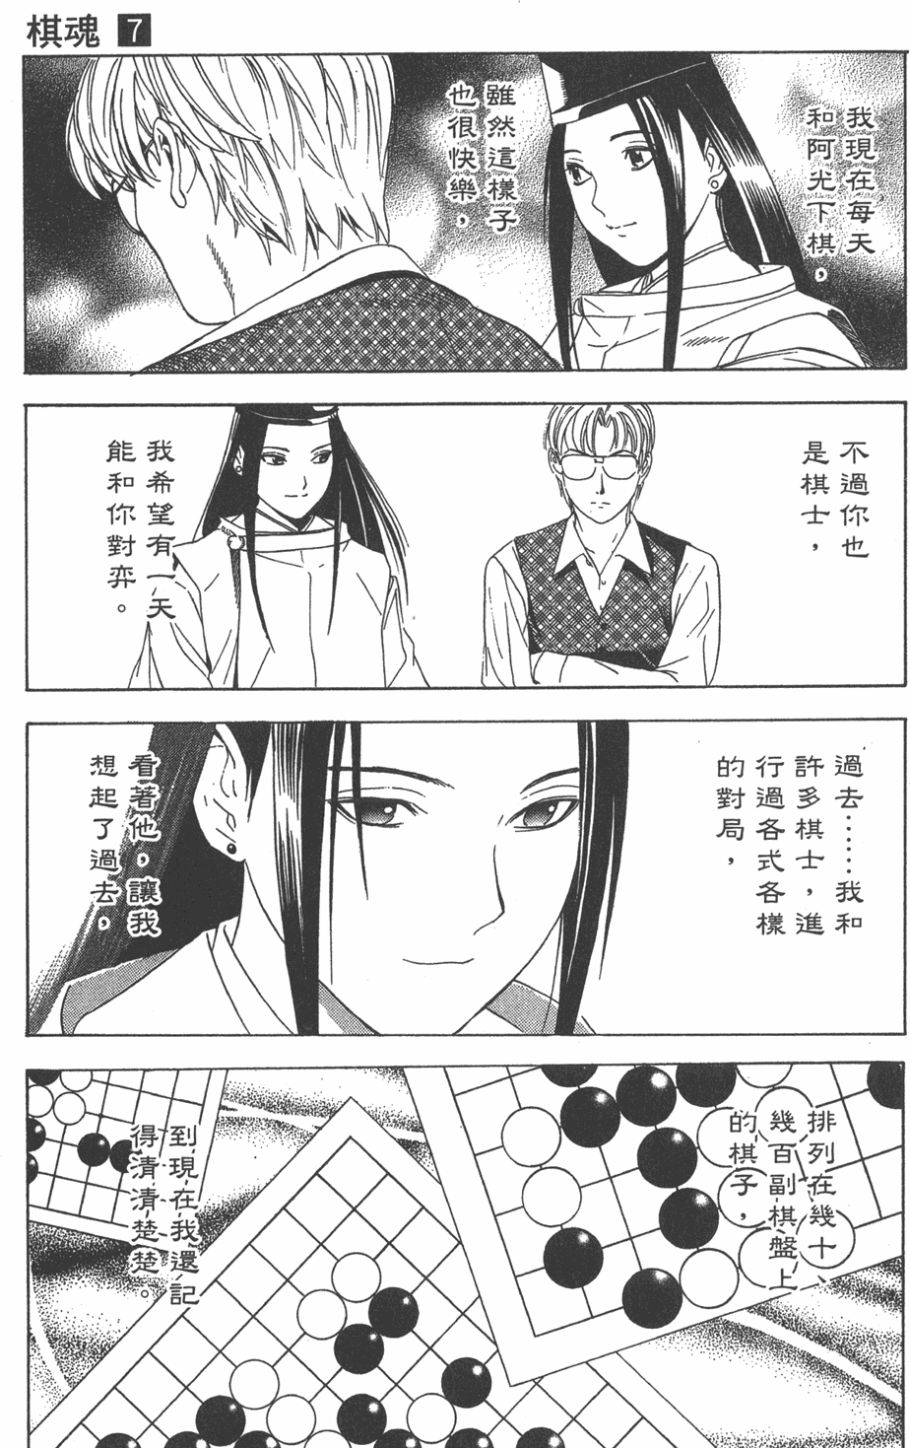 棋魂 7
我現在每天
和阿光下棋，
雖然這樣子
也很快樂，
不過你也
是棋士，
我希望有一天
能和你對弈。
過去……我和
許多棋士，進
行過各式各樣
的對局，
看著他，讓我
想起了過去，
排列在幾十、
幾百副棋盤上
的棋子，
到現在我還記
得清清楚楚。